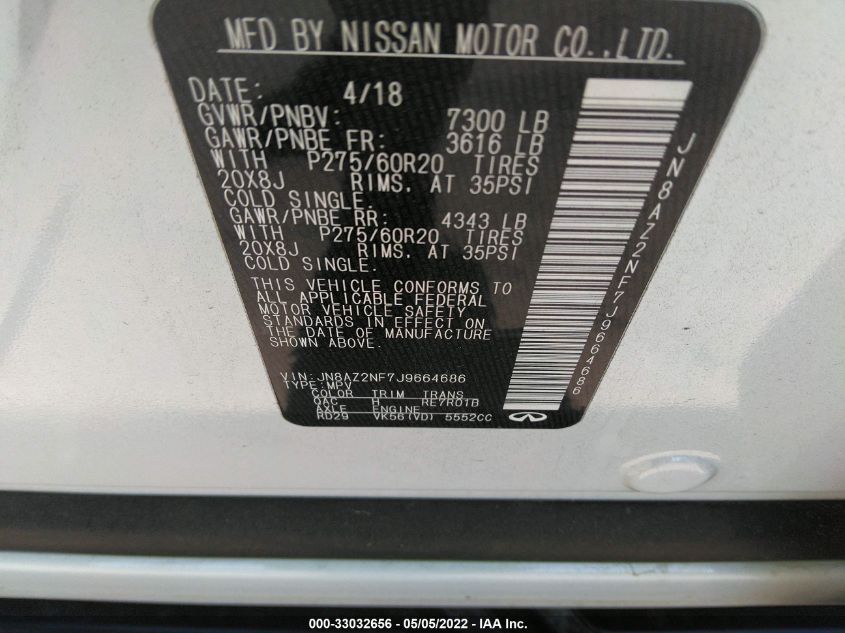 MFD BY NISSAN MOTOR CO.,LTD.
DATE: 4/18
GVWR/PNBV: 7300 LB
GAWR/PNBE FR: 3616 LB
WITH P275/60R20 TIRES
20X8J RIMS. AT 35PSI
COLD SINGLE.
GAWR/PNBE RR: 4343 LB
WITH P275/60R20 TIRES
20X8J RIMS. AT 35PSI
COLD SINGLE.
THIS VEHICLE CONFORMS TO
ALL APPLICABLE FEDERAL
MOTOR VEHICLE SAFETY
STANDARDS IN EFFECT ON
THE DATE OF MANUFACTURE
SHOWN ABOVE.
VIN:JN8AZ2NF7J9664686
TYPE:MPV
COLOR TRIM TRANS
QAC H RE7R01B
AXLE ENGINE
RD29 VK56(VD) 5552CC
JN8AZ2NF7J9664686
000-33032656 - 05/05/2022 - IAA Inc.